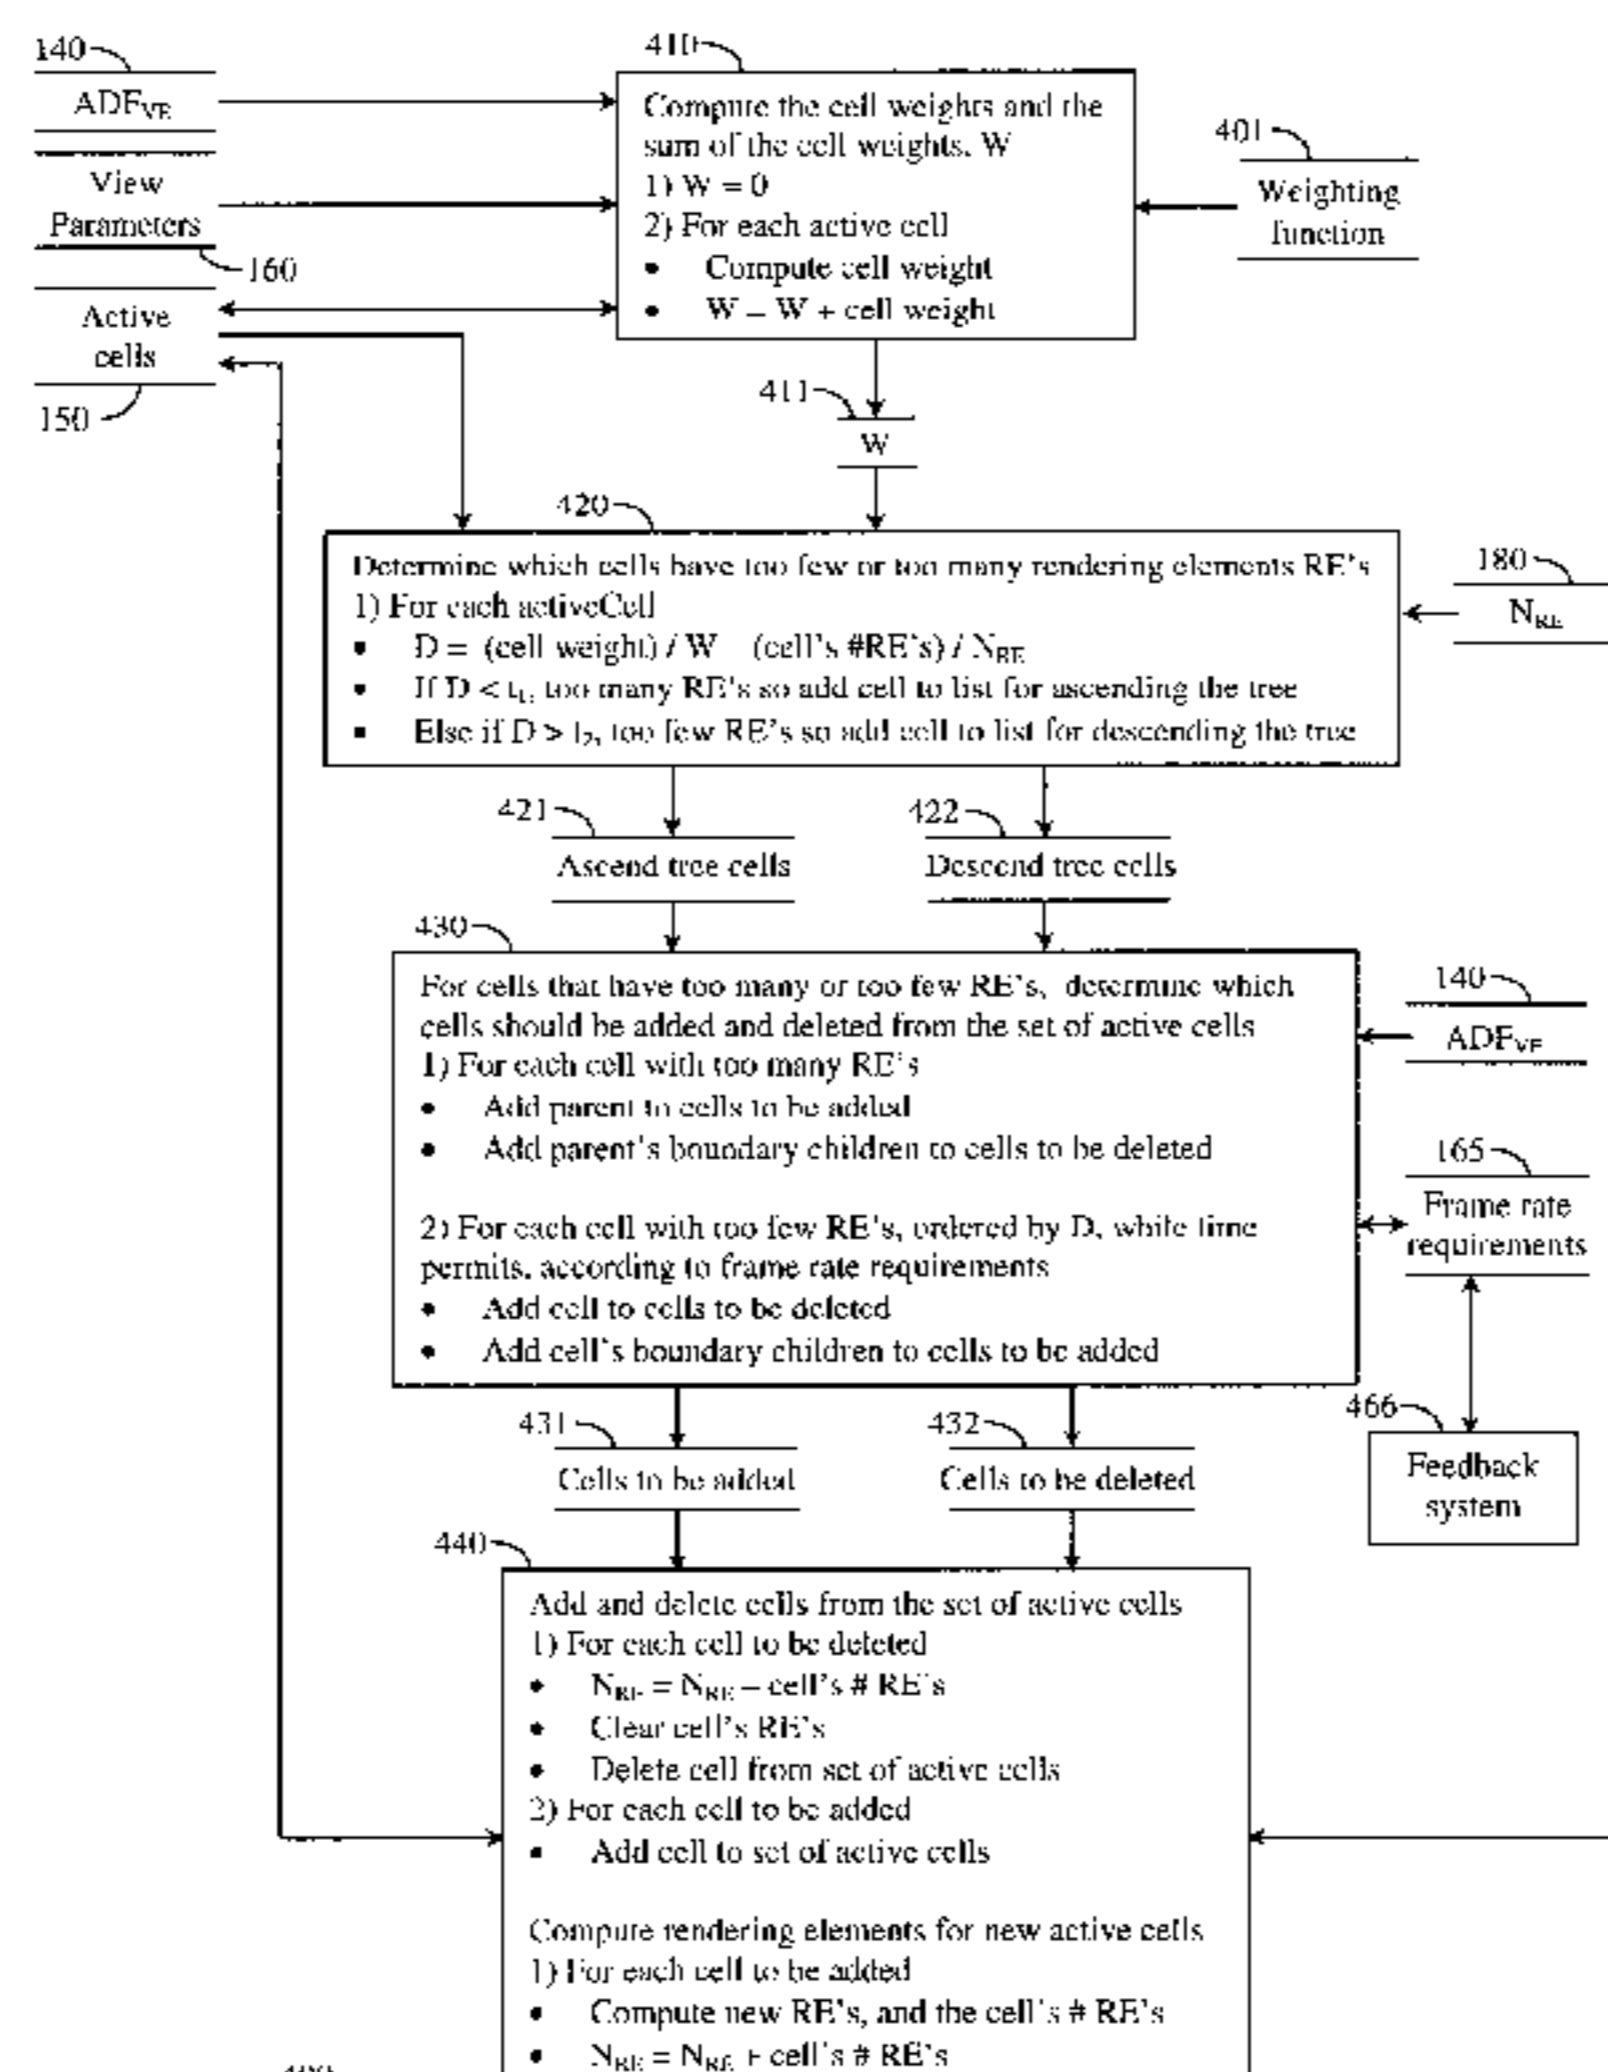 140
ADF_VE
View
Parameters
160
Active
cells
150
410
Compute the cell weights and the
sum of the cell weights, W
1) W = 0
2) For each active cell
• Compute cell weight
• W = W + cell weight
401
Weighting
function
411
W
420
Determine which cells have too few or too many rendering elements RE's
1) For each activeCell
• D = (cell weight) / W (cell's #RE's) / N_RE
• If D < t₁, too many RE's so add cell to list for ascending the tree
• Else if D > t₂, too few RE's so add cell to list for descending the tree
180
N_RE
421
Ascend tree cells
422
Descend tree cells
430
For cells that have too many or too few RE's, determine which
cells should be added and deleted from the set of active cells
1) For each cell with too many RE's
• Add parent to cells to be added
• Add parent's boundary children to cells to be deleted
2) For each cell with too few RE's, ordered by D, while time
permits, according to frame rate requirements
• Add cell to cells to be deleted
• Add cell's boundary children to cells to be added
140
ADF_VE
165
Frame rate
requirements
466
Feedback
system
431
Cells to be added
432
Cells to be deleted
440
Add and delete cells from the set of active cells
1) For each cell to be deleted
• N_RE = N_RE – cell's # RE's
• Clear cell's RE's
• Delete cell from set of active cells
2) For each cell to be added
• Add cell to set of active cells
Compute rendering elements for new active cells
1) For each cell to be added
• Compute new RE's, and the cell's # RE's
• N_RE = N_RE + cell's # RE's